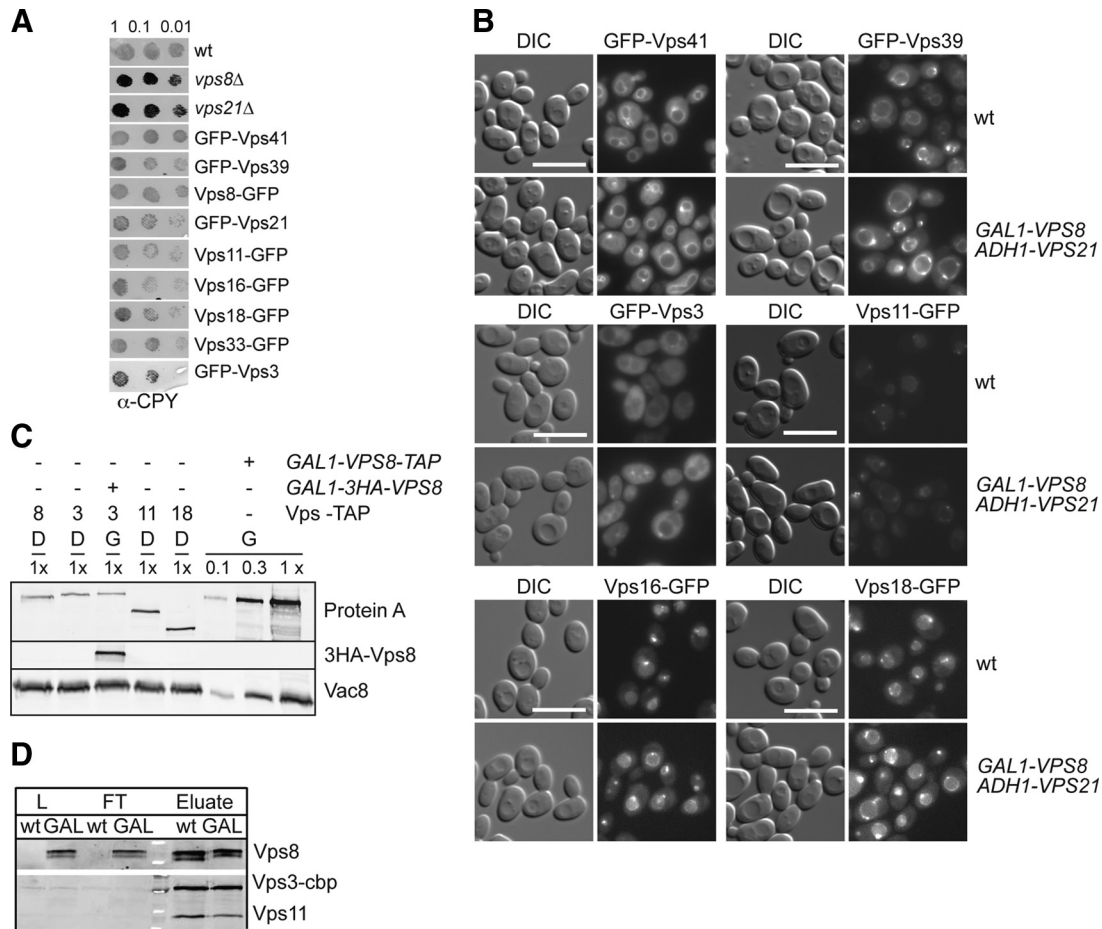 A
1 0.1 0.01
wt
vps8Δ
vps21Δ
GFP-Vps41
GFP-Vps39
Vps8-GFP
GFP-Vps21
Vps11-GFP
Vps16-GFP
Vps18-GFP
Vps33-GFP
GFP-Vps3
α-CPY
B
DIC GFP-Vps41 DIC GFP-Vps39
wt
GAL1-VPS8
ADH1-VPS21
DIC GFP-Vps3 DIC Vps11-GFP
wt
GAL1-VPS8
ADH1-VPS21
DIC Vps16-GFP DIC Vps18-GFP
wt
GAL1-VPS8
ADH1-VPS21
C
- - - - - + GAL1-VPS8-TAP
- - + - - - GAL1-3HA-VPS8
8 3 3 11 18 - Vps -TAP
D D G D D G
1x 1x 1x 1x 1x 0.1 0.3 1 x
Protein A
3HA-Vps8
Vac8
D
L FT Eluate
wt GAL wt GAL wt GAL
Vps8
Vps3-cbp
Vps11